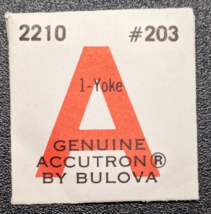 2210 #203
1-Yoke
GENUINE
ACCUTRON®
BY BULOVA